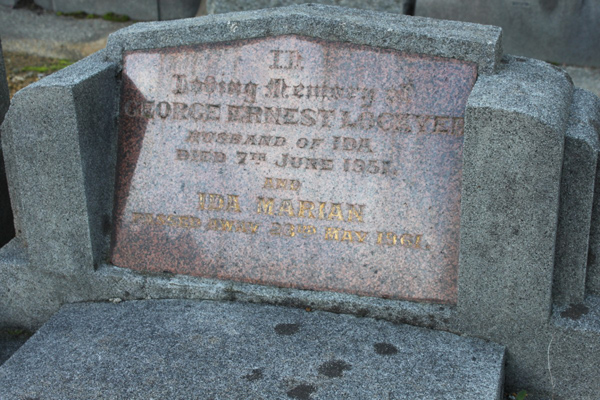 In
Loving Memory of
GEORGE ERNEST LOCKYER
HUSBAND OF IDA
DIED 7TH JUNE 1951.
AND
IDA MARIAN
PASSED AWAY 28TH MAY 1961.